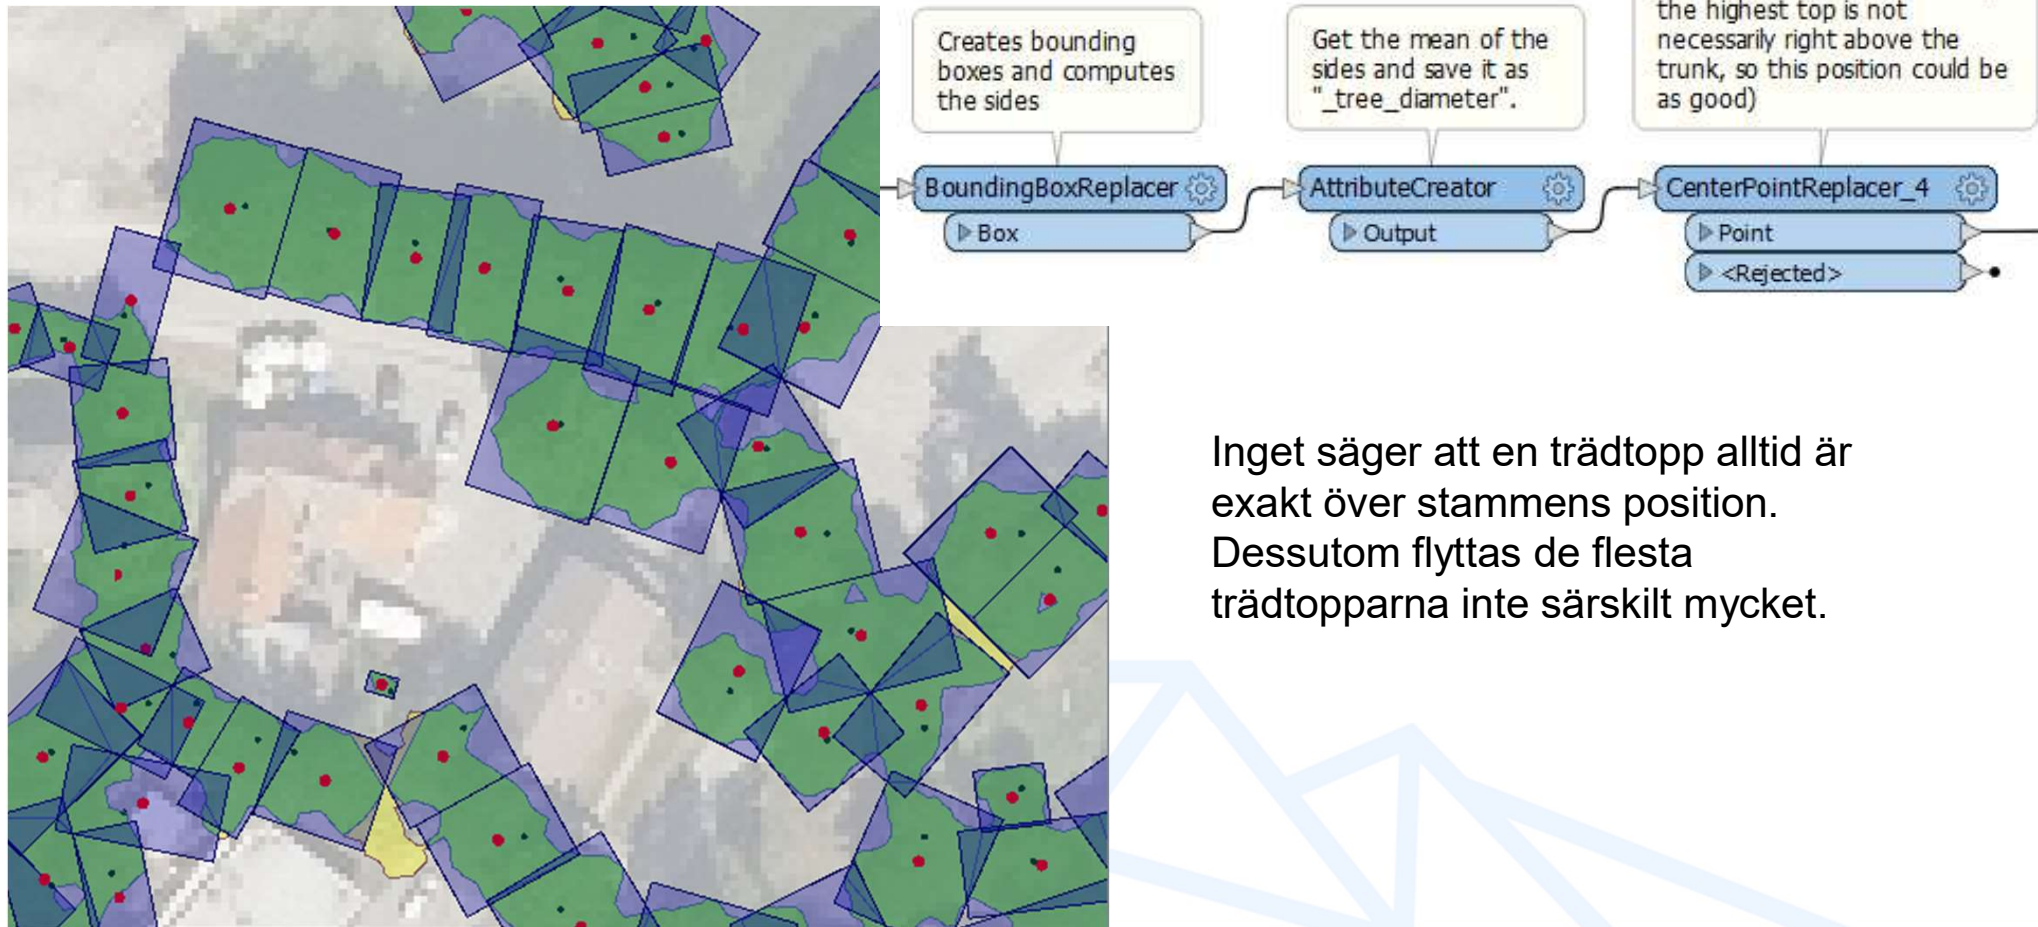 Creates bounding
boxes and computes
the sides
Get the mean of the
sides and save it as
"_tree_diameter".
the highest top is not
necessarily right above the
trunk, so this position could be
as good)
BoundingBoxReplacer
Box
AttributeCreator
Output
CenterPointReplacer_4
Point
<Rejected>
Inget säger att en trädtopp alltid är
exakt över stammens position.
Dessutom flyttas de flesta
trädtopparna inte särskilt mycket.